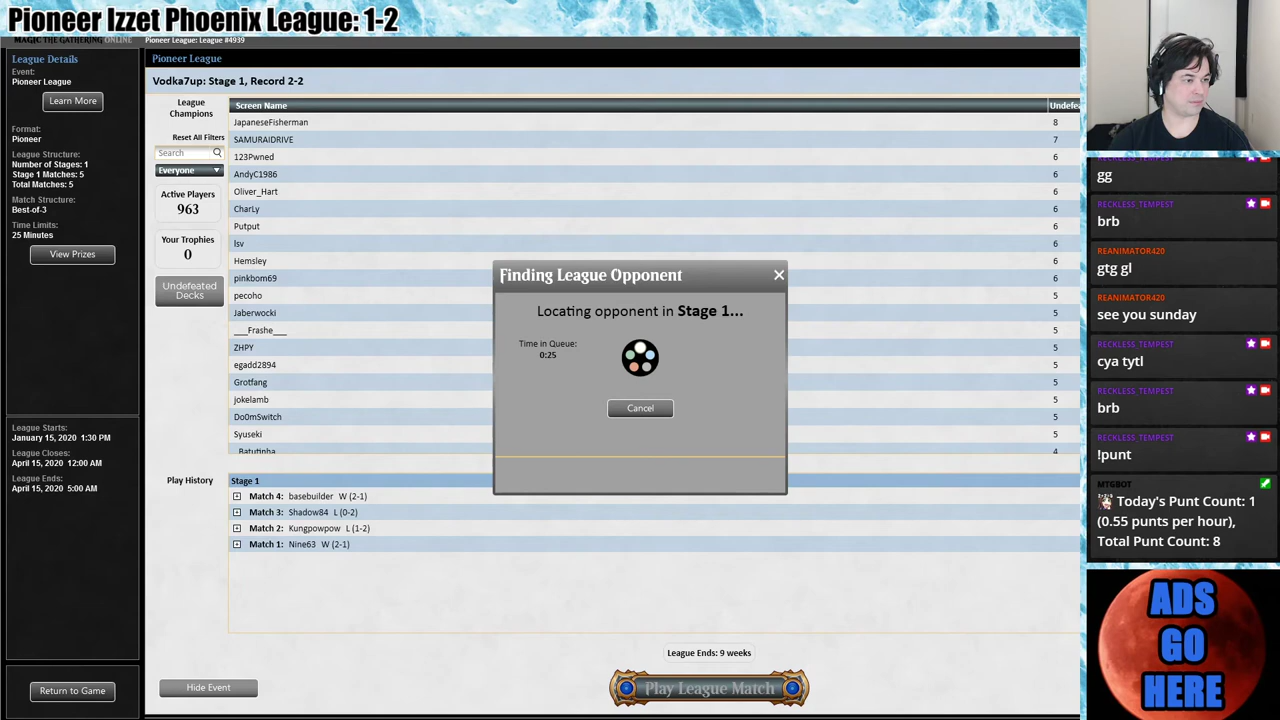 Pioneer Izzet Phoenix League: 1-2
MAGIC THE GATHERING ONLINE
Pioneer League: League #4939
League Details
Event:
Pioneer League
Learn More
Format:
Pioneer
League Structure:
Number of Stages: 1
Stage 1 Matches: 5
Total Matches: 5
Match Structure:
Best-of-3
Time Limits:
25 Minutes
View Prizes
League Starts:
January 15, 2020 1:30 PM
League Closes:
April 15, 2020 12:00 AM
League Ends:
April 15, 2020 5:00 AM
Return to Game
Pioneer League
Vodka7up: Stage 1, Record 2-2
League
Champions
Reset All Filters
Search
Everyone
Active Players
963
Your Trophies
0
Undefeated
Decks
Screen Name Undefea
JapaneseFisherman 8
SAMURAIDRIVE 7
123Pwned 6
AndyC1986 6
Oliver_Hart 6
CharLy 6
Putput 6
lsv 6
Hemsley 6
pinkbom69 6
pecoho 5
Jaberwocki 5
___Frashe___ 5
ZHPY 5
egadd2894 5
Grotfang 5
jokelamb 5
Do0mSwitch 5
Syuseki 5
Batutinha 4
Finding League Opponent
Locating opponent in Stage 1...
Time in Queue:
0:25
Cancel
Play History
Stage 1
Match 4: basebuilder W (2-1)
Match 3: Shadow84 L (0-2)
Match 2: Kungpowpow L (1-2)
Match 1: Nine63 W (2-1)
League Ends: 9 weeks
Hide Event
Play League Match
RECKLESS_TEMPEST
gg
RECKLESS_TEMPEST
brb
REANIMATOR420
gtg gl
REANIMATOR420
see you sunday
RECKLESS_TEMPEST
cya tytl
RECKLESS_TEMPEST
brb
RECKLESS_TEMPEST
!punt
MTGBOT
Today's Punt Count: 1
(0.55 punts per hour),
Total Punt Count: 8
ADS
GO
HERE